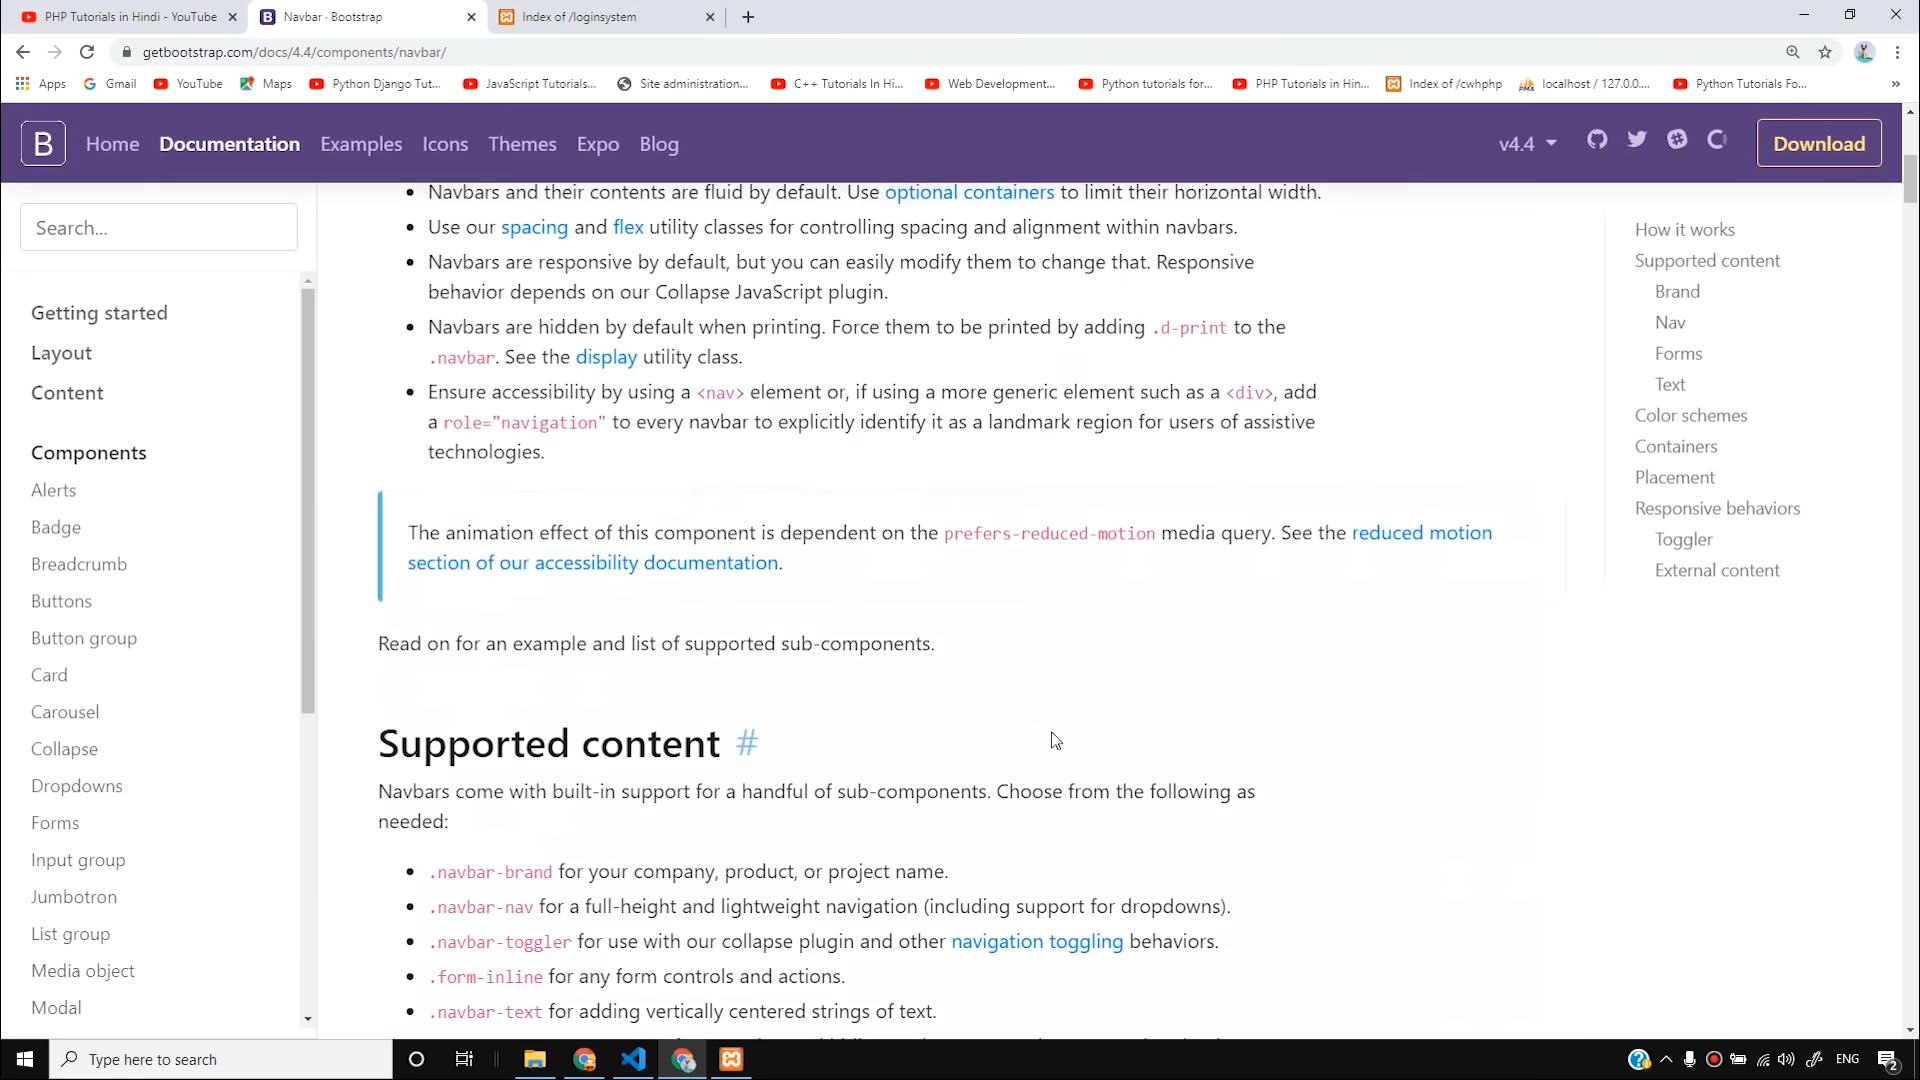 PHP Tutorials in Hindi - YouTube
Navbar · Bootstrap
Index of /loginsystem
getbootstrap.com/docs/4.4/components/navbar/
Apps
Gmail
YouTube
Maps
Python Django Tut...
JavaScript Tutorials...
Site administration...
C++ Tutorials In Hi...
Web Development...
Python tutorials for...
PHP Tutorials in Hin...
Index of /cwhphp
localhost / 127.0.0....
Python Tutorials Fo...
»
B
Home
Documentation
Examples
Icons
Themes
Expo
Blog
v4.4
Download
Search...
Getting started
Layout
Content
Components
Alerts
Badge
Breadcrumb
Buttons
Button group
Card
Carousel
Collapse
Dropdowns
Forms
Input group
Jumbotron
List group
Media object
Modal
• Navbars and their contents are fluid by default. Use optional containers to limit their horizontal width.
• Use our spacing and flex utility classes for controlling spacing and alignment within navbars.
• Navbars are responsive by default, but you can easily modify them to change that. Responsive
behavior depends on our Collapse JavaScript plugin.
• Navbars are hidden by default when printing. Force them to be printed by adding .d-print to the
.navbar. See the display utility class.
• Ensure accessibility by using a <nav> element or, if using a more generic element such as a <div>, add
a role="navigation" to every navbar to explicitly identify it as a landmark region for users of assistive
technologies.
The animation effect of this component is dependent on the prefers-reduced-motion media query. See the reduced motion
section of our accessibility documentation.
Read on for an example and list of supported sub-components.
Supported content #
Navbars come with built-in support for a handful of sub-components. Choose from the following as
needed:
• .navbar-brand for your company, product, or project name.
• .navbar-nav for a full-height and lightweight navigation (including support for dropdowns).
• .navbar-toggler for use with our collapse plugin and other navigation toggling behaviors.
• .form-inline for any form controls and actions.
• .navbar-text for adding vertically centered strings of text.
How it works
Supported content
Brand
Nav
Forms
Text
Color schemes
Containers
Placement
Responsive behaviors
Toggler
External content
Type here to search
ENG
2